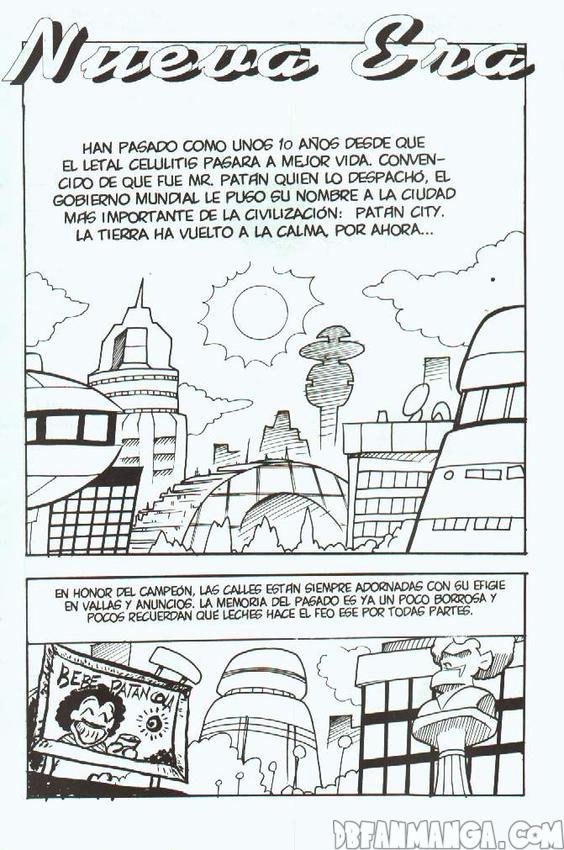 Nueva Era
HAN PASADO COMO UNOS 10 AÑOS DESDE QUE
EL LETAL CELULITIS PASARA A MEJOR VIDA. CONVEN-
CIDO DE QUE FUE MR. PATÁN QUIEN LO DESPACHÓ, EL
GOBIERNO MUNDIAL LE PUSO SU NOMBRE A LA CIUDAD
MÁS IMPORTANTE DE LA CIVILIZACIÓN: PATÁN CITY.
LA TIERRA HA VUELTO A LA CALMA, POR AHORA...
EN HONOR DEL CAMPEÓN, LAS CALLES ESTÁN SIEMPRE ADORNADAS CON SU EFIGIE
EN VALLAS Y ANUNCIOS. LA MEMORIA DEL PASADO ES YA UN POCO BORROSA Y
POCOS RECUERDAN QUE LECHES HACE EL FEO ESE POR TODAS PARTES.
BEBE PATANCOLA
DBFANMANGA.COM